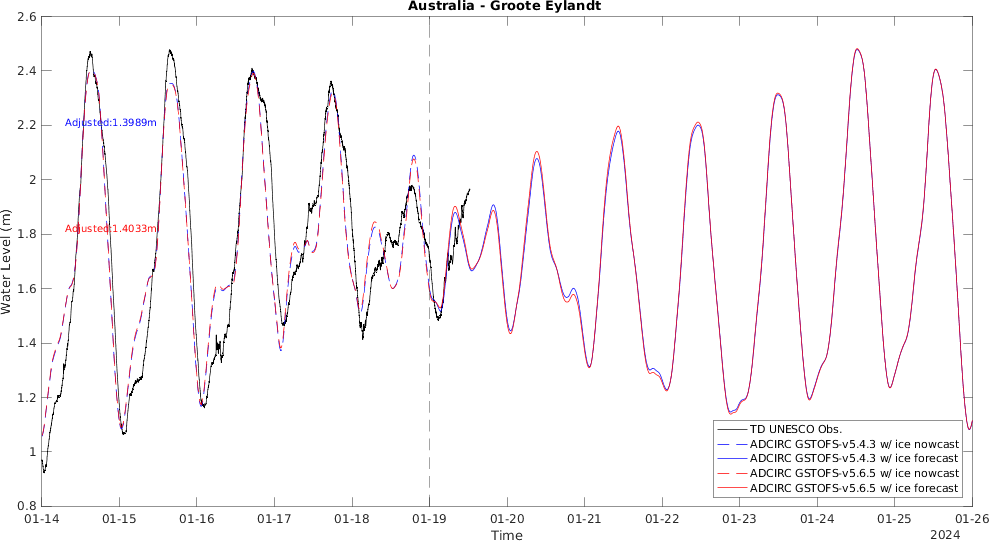 Australia - Groote Eylandt
2.6
2.4
2.2
2
1.8
1.6
1.4
1.2
1
0.8
Water Level (m)
Adjusted:1.3989m
Adjusted:1.4033m
TD UNESCO Obs.
ADCIRC GSTOFS-v5.4.3 w/ ice nowcast
ADCIRC GSTOFS-v5.4.3 w/ ice forecast
ADCIRC GSTOFS-v5.6.5 w/ ice nowcast
ADCIRC GSTOFS-v5.6.5 w/ ice forecast
01-14 01-15 01-16 01-17 01-18 01-19 01-20 01-21 01-22 01-23 01-24 01-25 01-26
Time
2024